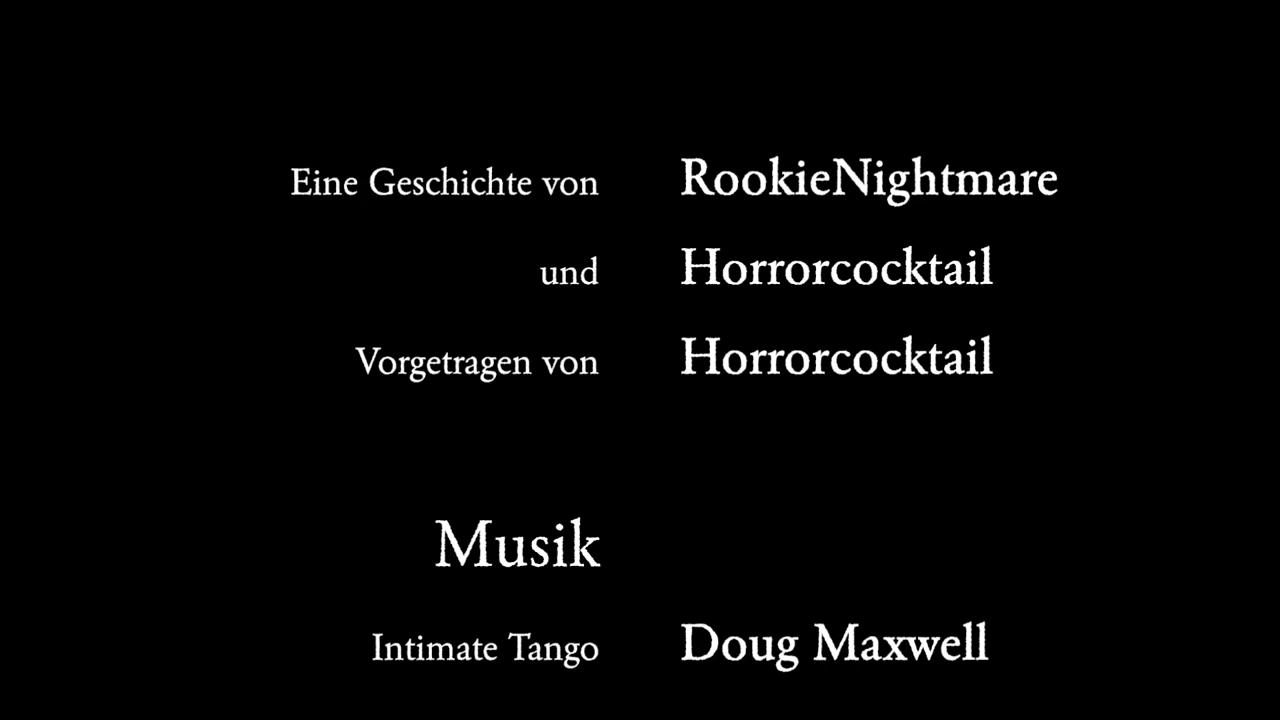 Eine Geschichte von RookieNightmare
und Horrorcocktail
Vorgetragen von Horrorcocktail
Musik
Intimate Tango Doug Maxwell